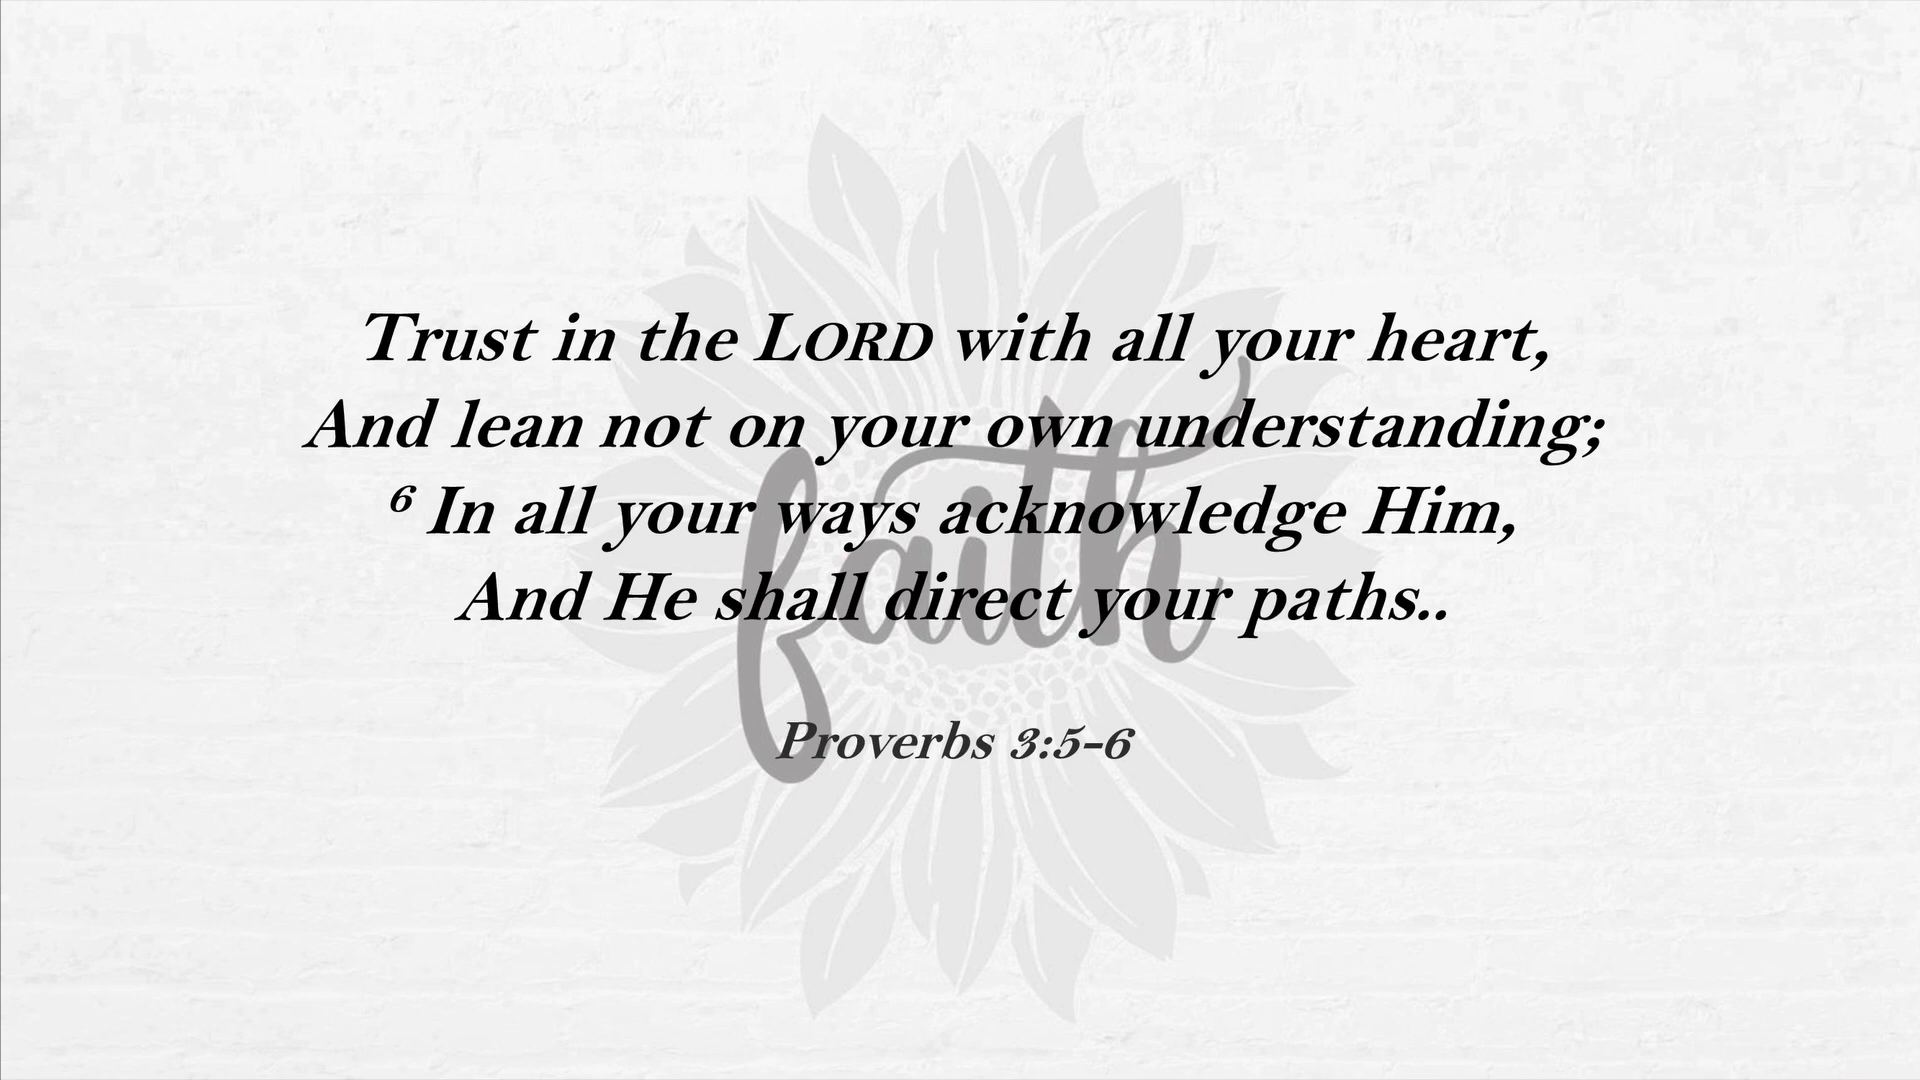 Trust in the LORD with all your heart,
And lean not on your own understanding;
⁶ In all your ways acknowledge Him,
And He shall direct your paths..
faith
Proverbs 3:5-6